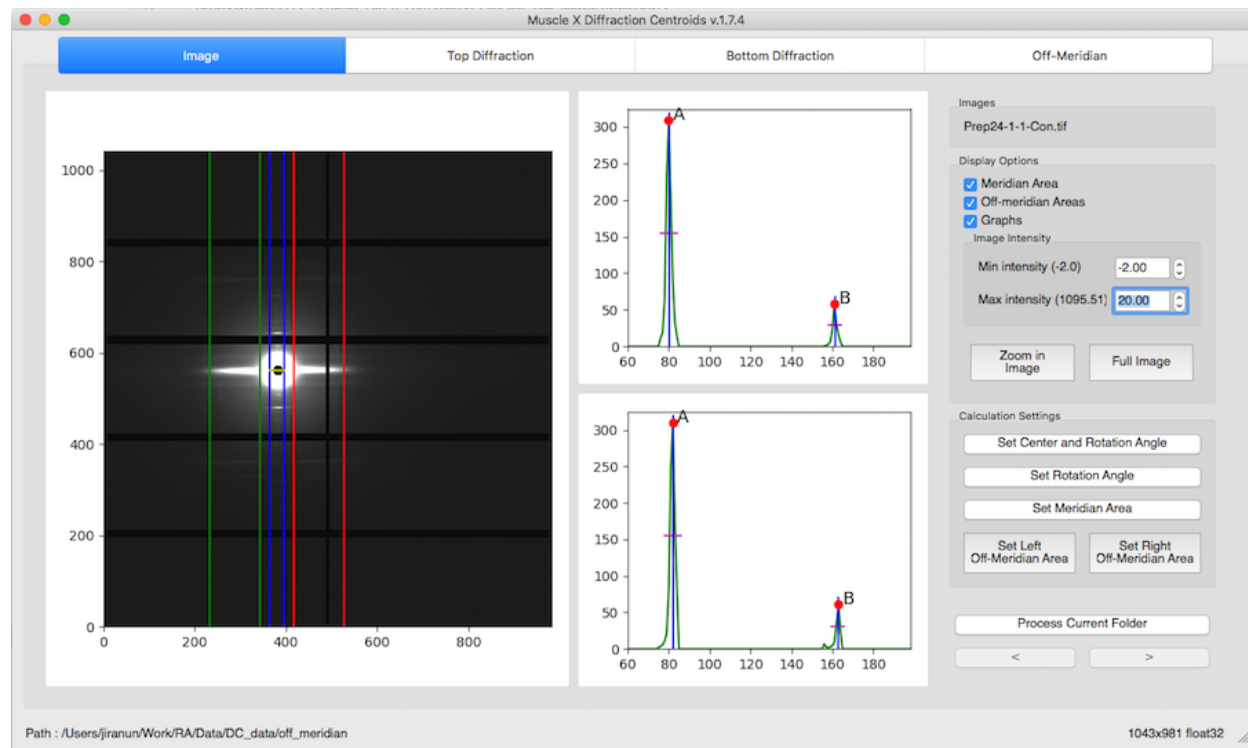 Muscle X Diffraction Centroids v.1.7.4
Image
Top Diffraction
Bottom Diffraction
Off-Meridian
1000
800
600
400
200
0
0 200 400 600 800
A
B
300
250
200
150
100
50
0
60 80 100 120 140 160 180
A
B
300
250
200
150
100
50
0
60 80 100 120 140 160 180
Images
Prep24-1-1-Con.tif
Display Options
Meridian Area
Off-meridian Areas
Graphs
Image Intensity
Min intensity (-2.0) -2.00
Max intensity (1095.51) 20.00
Zoom in
Image
Full Image
Calculation Settings
Set Center and Rotation Angle
Set Rotation Angle
Set Meridian Area
Set Left
Off-Meridian Area
Set Right
Off-Meridian Area
Process Current Folder
< >
Path : /Users/jiranun/Work/RA/Data/DC_data/off_meridian
1043x981 float32